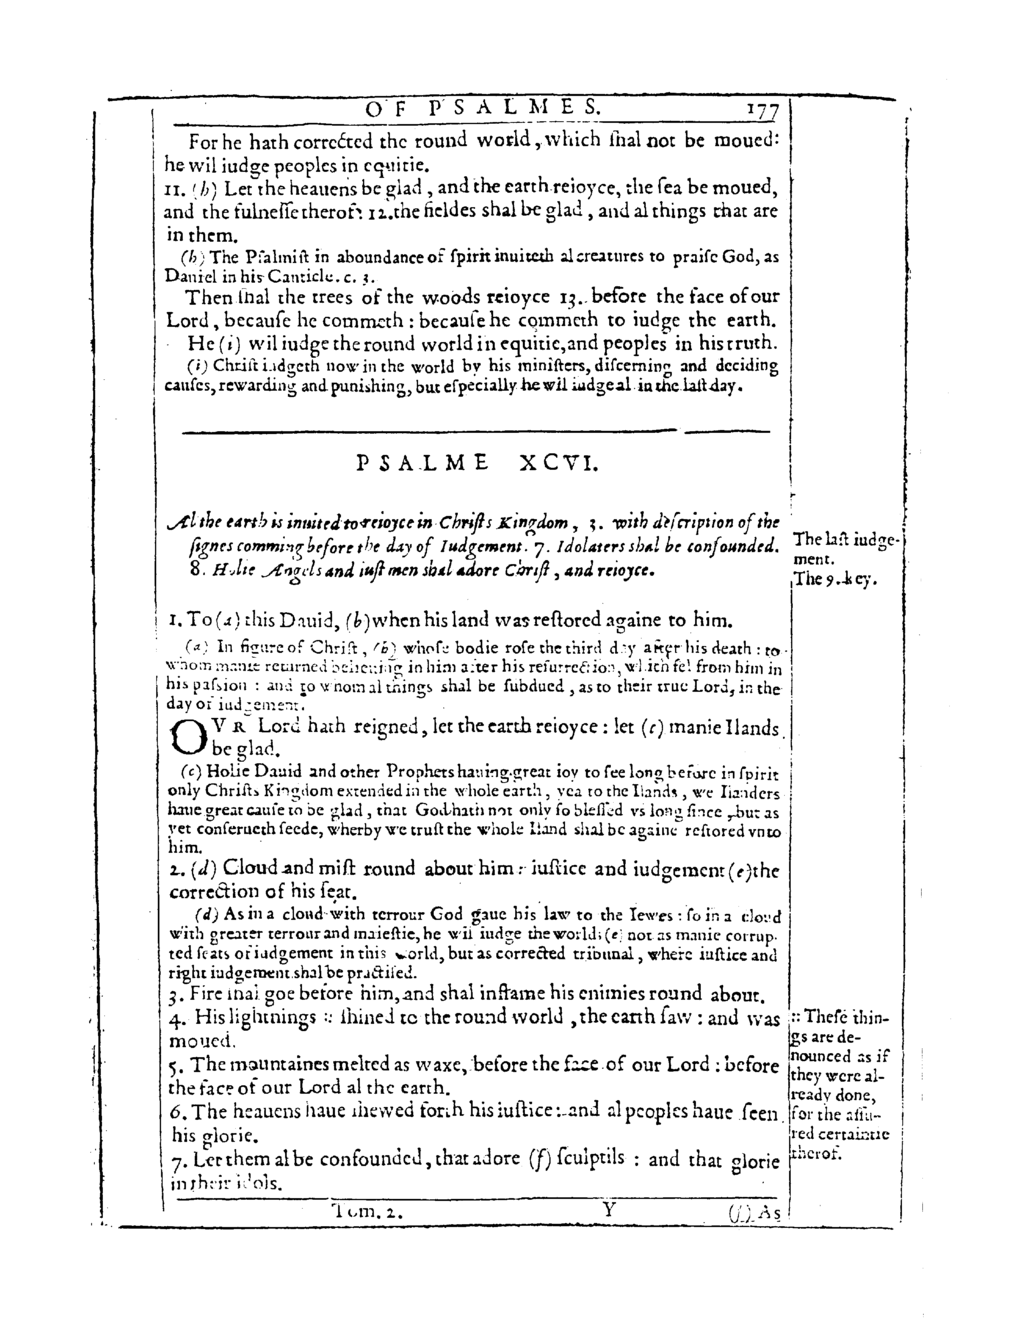 OF PSALMES. 177
For he hath corrected the round world, which ſhal not be moued:
he wil iudge peoples in equitie.
11. (h) Let the heauens be glad, and the earth reioyce, the ſea be moued,
and the fulneſſe therof: 12. the fieldes shal be glad, and al things that are
in them.
(h) The Pſalmiſt in aboundance of ſpirit inuiteth al creatures to praiſe God, as
Daniel in his Canticle. c. 3.
Then ſhal the trees of the woods reioyce 13. before the face of our
Lord, becauſe he commeth: becauſe he commeth to iudge the earth.
He (i) wil iudge the round world in equitie, and peoples in his truth.
(i) Chriſt iudgeth now in the world by his miniſters, diſcerning and deciding
cauſes, rewarding and punishing, but eſpecially he wil iudge al in the laſt day.
PSALME XCVI.
Al the earth is inuited to reioyce in Chriſts Kingdom, 3. with deſcription of the
ſignes comming before the day of Iudgement. 7. Idolaters shal be confounded.
8. Holie Angels and iuſt men shal adore Chriſt, and reioyce.
The laſt iudge-
ment.
The 9. key.
1. To (a) this Dauid, (b) when his land was reſtored againe to him.
(a) In figure of Chriſt, (b) whoſe bodie roſe the third day after his death: to
whom manie returned beleeuing in him after his reſurrection, which fel from him in
his paſsion: and to whom al things shal be ſubdued, as to their true Lord, in the
day of iudgement.
OVR Lord hath reigned, let the earth reioyce: let (c) manie Ilands
be glad.
(c) Holie Dauid and other Prophets hauing great ioy to ſee long before in ſpirit
only Chriſts Kingdom extended in the whole earth, yea to the Ilands, we Ilanders
haue great cauſe to be glad, that God hath not only ſo bleſſed vs long ſince, but as
yet conſerueth ſeede, wherby we truſt the whole Iland shal be againe reſtored vnto
him.
2. (d) Cloud and miſt round about him: iuſtice and iudgement (e) the
correction of his ſeat.
(d) As in a cloud with terrour God gaue his law to the Iewes: ſo in a cloud
with greater terrour and maieſtie, he wil iudge the world: (e) not as manie corrup-
ted ſeats of iudgement in this world, but as corrected tribunal, where iuſtice and
right iudgement shal be practiſed.
3. Fire ſhal goe before him, and shal inflame his enimies round about.
4. His lightnings :: ſhined to the round world, the earth ſaw: and was
moued.
5. The mountaines melted as waxe, before the face of our Lord: before
the face of our Lord al the earth.
6. The heauens haue ſhewed forth his iuſtice: and al peoples haue ſeen
his glorie.
7. Let them al be confounded, that adore (f) ſculptils: and that glorie
in their idols.
:: Theſe thin-
gs are de-
nounced as if
they were al-
ready done,
for the aſſu-
red certaintie
therof.
Tom. 2. Y (f) As